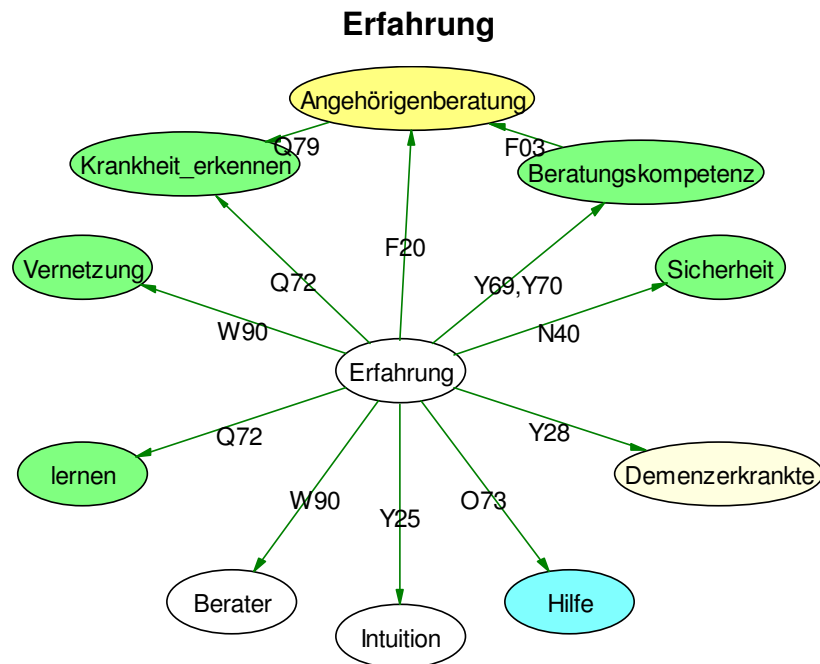 Erfahrung
Angehörigenberatung
Q79
F03
Krankheit_erkennen
Beratungskompetenz
F20
Vernetzung
Sicherheit
Q72
Y69,Y70
W90
N40
Erfahrung
Q72
Y28
lernen
Demenzerkrankte
W90
Y25
O73
Berater
Hilfe
Intuition